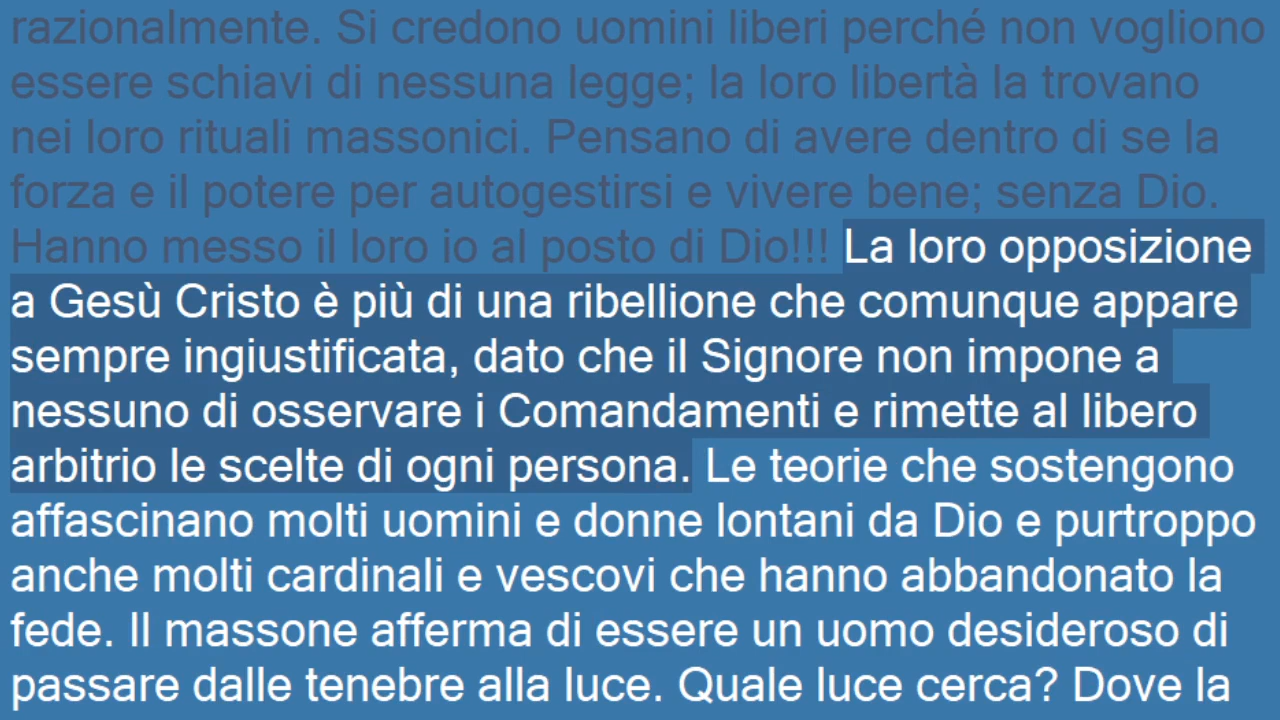 razionalmente. Si credono uomini liberi perché non vogliono
essere schiavi di nessuna legge; la loro libertà la trovano
nei loro rituali massonici. Pensano di avere dentro di se la
forza e il potere per autogestirsi e vivere bene; senza Dio.
Hanno messo il loro io al posto di Dio!!! La loro opposizione
a Gesù Cristo è più di una ribellione che comunque appare
sempre ingiustificata, dato che il Signore non impone a
nessuno di osservare i Comandamenti e rimette al libero
arbitrio le scelte di ogni persona. Le teorie che sostengono
affascinano molti uomini e donne lontani da Dio e purtroppo
anche molti cardinali e vescovi che hanno abbandonato la
fede. Il massone afferma di essere un uomo desideroso di
passare dalle tenebre alla luce. Quale luce cerca? Dove la